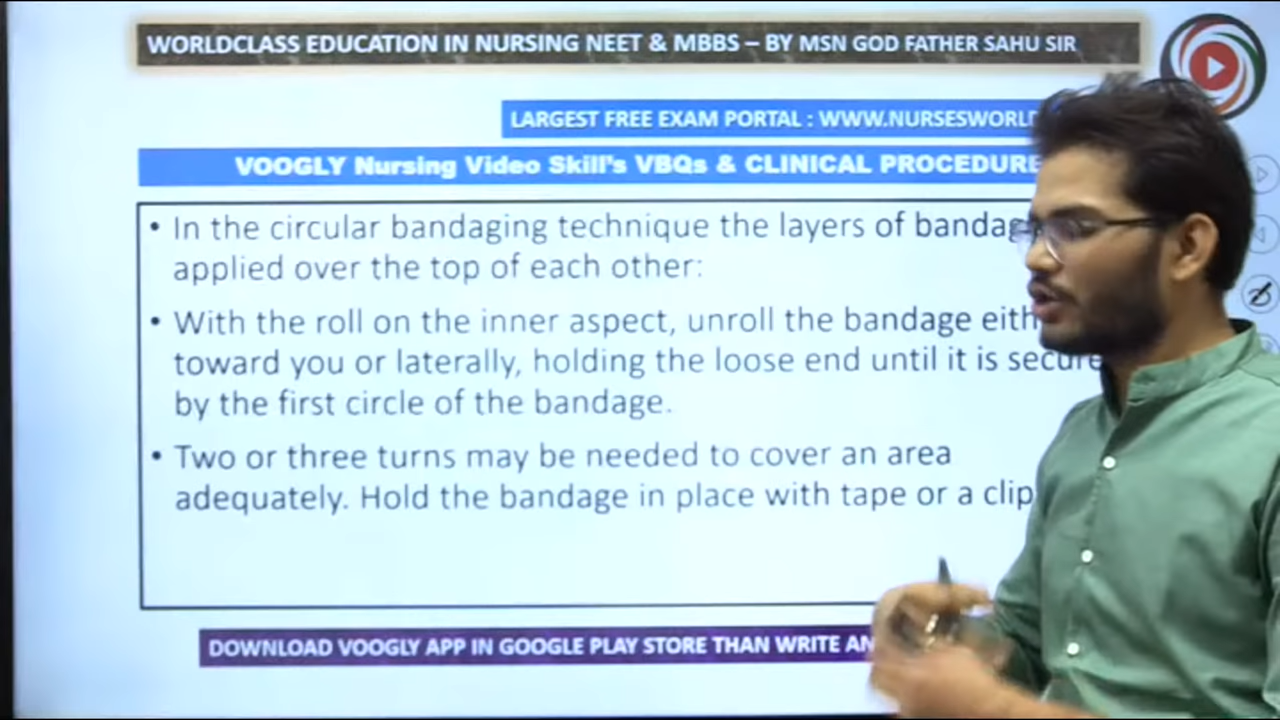 WORLDCLASS EDUCATION IN NURSING NEET & MBBS – BY MSN GOD FATHER SAHU SIR
LARGEST FREE EXAM PORTAL : WWW.NURSESWORLD
VOOGLY Nursing Video Skill's VBQs & CLINICAL PROCEDURE
• In the circular bandaging technique the layers of
applied over the top of each other:
• With the roll on the inner aspect, unroll the bandage
toward you or laterally, holding the loose end until it is secure
by the first circle of the bandage.
• Two or three turns may be needed to cover an area
adequately. Hold the bandage in place with tape or a clip
DOWNLOAD VOOGLY APP IN GOOGLE PLAY STORE THAN WRITE